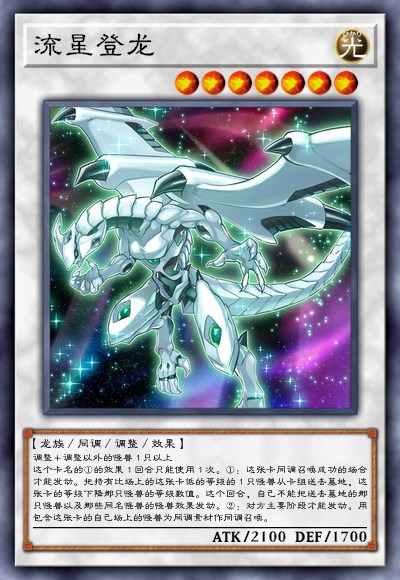 流星登龙
ひかり
光
【龙族／同调／调整／效果】
调整＋调整以外的怪兽1只以上
这个卡名的①的效果1回合只能使用1次。①：这张卡同调召唤成功的场合
才能发动。把持有比场上的这张卡低的等级的1只怪兽从卡组送去墓地，这
张卡的等级下降那只怪兽的等级数值。这个回合，自己不能把送去墓地的那
只怪兽以及那些同名怪兽的怪兽效果发动。②：对方主要阶段才能发动。用
包含这张卡的自己场上的怪兽为同调素材作同调召唤。
ATK/2100 DEF/1700